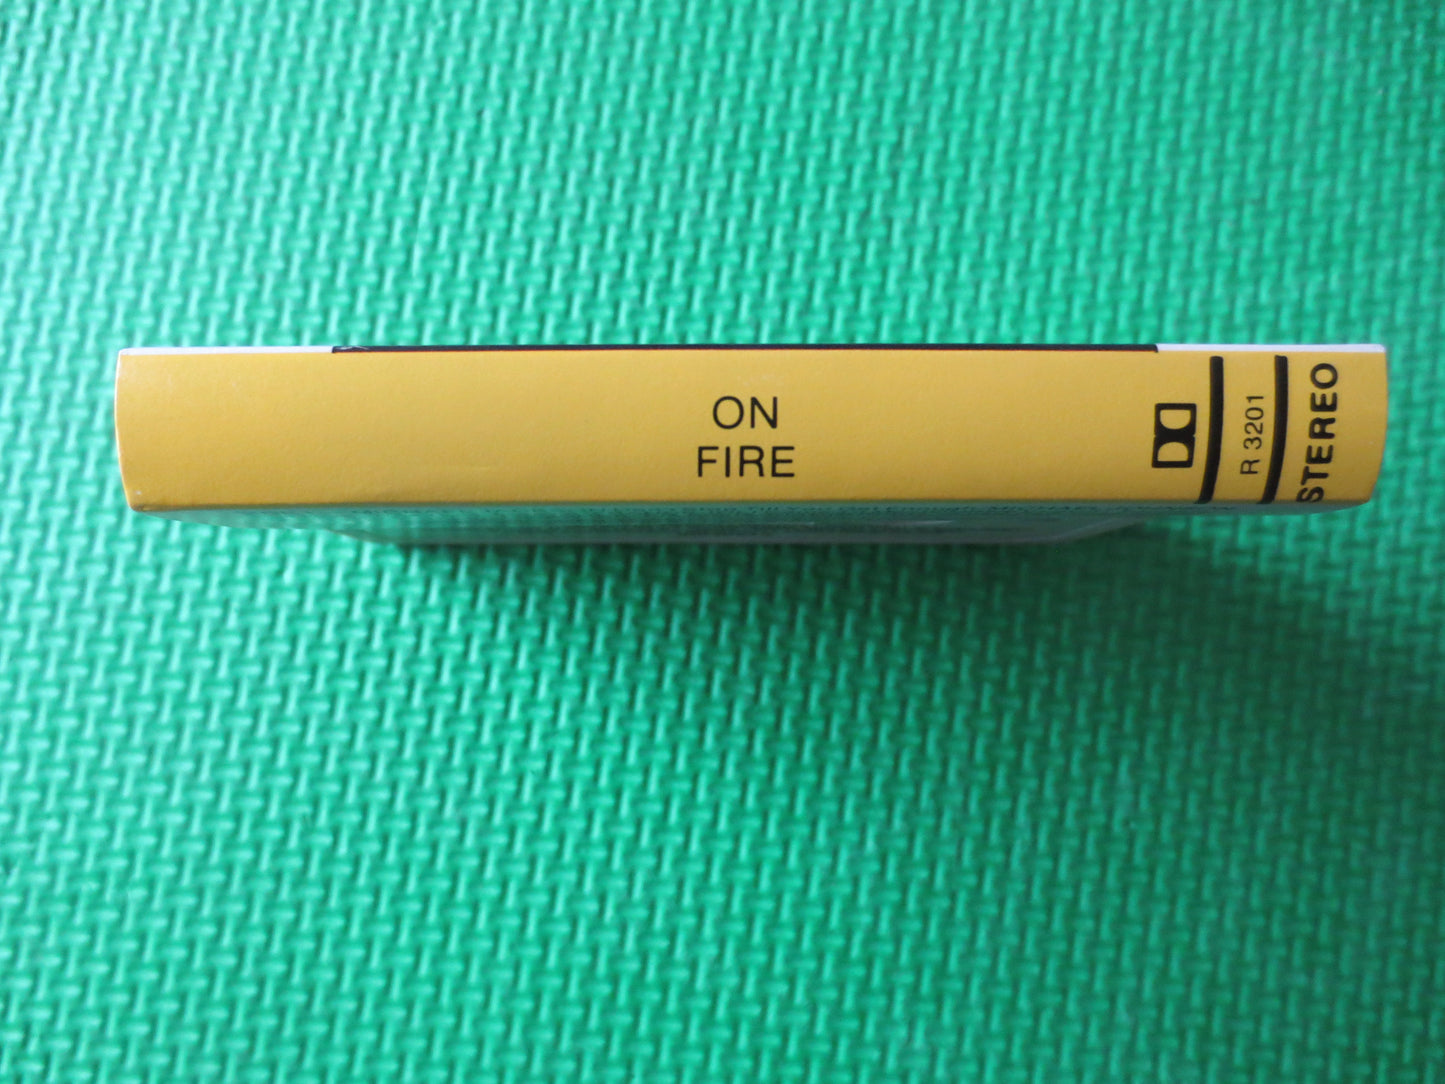 ON
FIRE
R 3201
STEREO